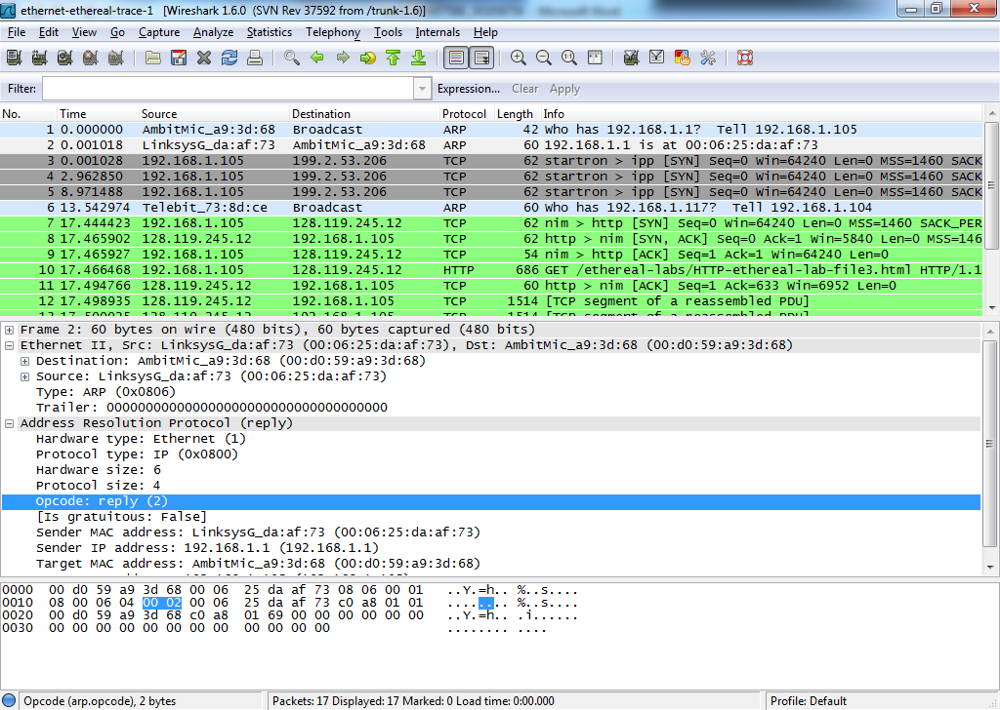 ethernet-ethereal-trace-1 [Wireshark 1.6.0 (SVN Rev 37592 from /trunk-1.6)]
File Edit View Go Capture Analyze Statistics Telephony Tools Internals Help
Filter: Expression... Clear Apply
No. Time Source Destination Protocol Length Info
1 0.000000 AmbitMic_a9:3d:68 Broadcast ARP 42 Who has 192.168.1.1? Tell 192.168.1.105
2 0.001018 LinksysG_da:af:73 AmbitMic_a9:3d:68 ARP 60 192.168.1.1 is at 00:06:25:da:af:73
3 0.001028 192.168.1.105 199.2.53.206 TCP 62 startron > ipp [SYN] Seq=0 Win=64240 Len=0 MSS=1460 SACK
4 2.962850 192.168.1.105 199.2.53.206 TCP 62 startron > ipp [SYN] Seq=0 Win=64240 Len=0 MSS=1460 SACK
5 8.971488 192.168.1.105 199.2.53.206 TCP 62 startron > ipp [SYN] Seq=0 Win=64240 Len=0 MSS=1460 SACK
6 13.542974 Telebit_73:8d:ce Broadcast ARP 60 Who has 192.168.1.117? Tell 192.168.1.104
7 17.444423 192.168.1.105 128.119.245.12 TCP 62 nim > http [SYN] Seq=0 Win=64240 Len=0 MSS=1460 SACK_PER
8 17.465902 128.119.245.12 192.168.1.105 TCP 62 http > nim [SYN, ACK] Seq=0 Ack=1 Win=5840 Len=0 MSS=146
9 17.465927 192.168.1.105 128.119.245.12 TCP 54 nim > http [ACK] Seq=1 Ack=1 Win=64240 Len=0
10 17.466468 192.168.1.105 128.119.245.12 HTTP 686 GET /ethereal-labs/HTTP-ethereal-lab-file3.html HTTP/1.1
11 17.494766 128.119.245.12 192.168.1.105 TCP 60 http > nim [ACK] Seq=1 Ack=633 Win=6952 Len=0
12 17.498935 128.119.245.12 192.168.1.105 TCP 1514 [TCP segment of a reassembled PDU]
Frame 2: 60 bytes on wire (480 bits), 60 bytes captured (480 bits)
Ethernet II, Src: LinksysG_da:af:73 (00:06:25:da:af:73), Dst: AmbitMic_a9:3d:68 (00:d0:59:a9:3d:68)
Destination: AmbitMic_a9:3d:68 (00:d0:59:a9:3d:68)
Source: LinksysG_da:af:73 (00:06:25:da:af:73)
Type: ARP (0x0806)
Trailer: 000000000000000000000000000000000000
Address Resolution Protocol (reply)
Hardware type: Ethernet (1)
Protocol type: IP (0x0800)
Hardware size: 6
Protocol size: 4
Opcode: reply (2)
[Is gratuitous: False]
Sender MAC address: LinksysG_da:af:73 (00:06:25:da:af:73)
Sender IP address: 192.168.1.1 (192.168.1.1)
Target MAC address: AmbitMic_a9:3d:68 (00:d0:59:a9:3d:68)
0000 00 d0 59 a9 3d 68 00 06 25 da af 73 08 06 00 01 ..Y.=h.. %..s....
0010 08 00 06 04 00 02 00 06 25 da af 73 c0 a8 01 01 ........ %..s....
0020 00 d0 59 a9 3d 68 c0 a8 01 69 00 00 00 00 00 00 ..Y.=h.. .i......
0030 00 00 00 00 00 00 00 00 00 00 00 00 ........ ....
Opcode (arp.opcode), 2 bytes Packets: 17 Displayed: 17 Marked: 0 Load time: 0:00.000 Profile: Default